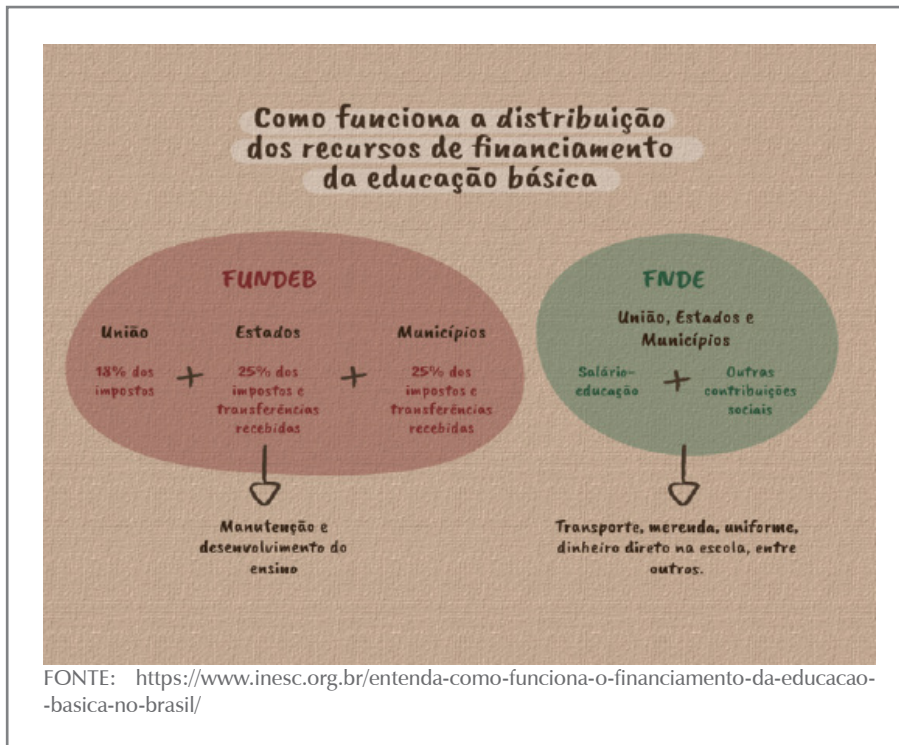 Como funciona a distribuição
dos recursos de financiamento
da educação básica
FUNDEB
União
18% dos
impostos
+
Estados
25% dos
impostos e
transferências
recebidas
+
Municípios
25% dos
impostos e
transferências
recebidas
Manutenção e
desenvolvimento do
ensino
FNDE
União, Estados e
Municípios
Salário-
educação
+
Outras
contribuições
sociais
Transporte, merenda, uniforme,
dinheiro direto na escola, entre
outros.
FONTE: https://www.inesc.org.br/entenda-como-funciona-o-financiamento-da-educacao-
-basica-no-brasil/